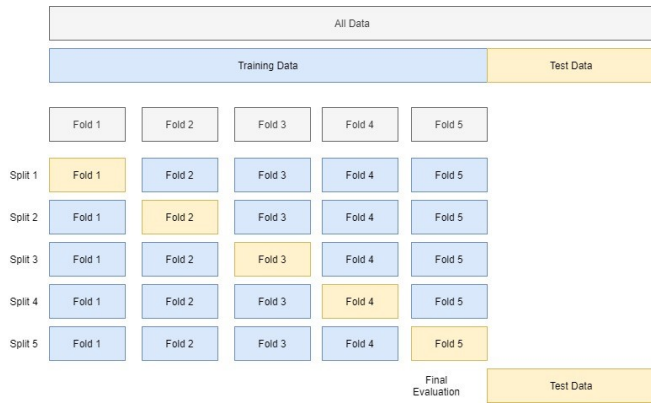 All Data
Training Data Test Data
Fold 1 Fold 2 Fold 3 Fold 4 Fold 5
Split 1 Fold 1 Fold 2 Fold 3 Fold 4 Fold 5
Split 2 Fold 1 Fold 2 Fold 3 Fold 4 Fold 5
Split 3 Fold 1 Fold 2 Fold 3 Fold 4 Fold 5
Split 4 Fold 1 Fold 2 Fold 3 Fold 4 Fold 5
Split 5 Fold 1 Fold 2 Fold 3 Fold 4 Fold 5
Final
Evaluation
Test Data